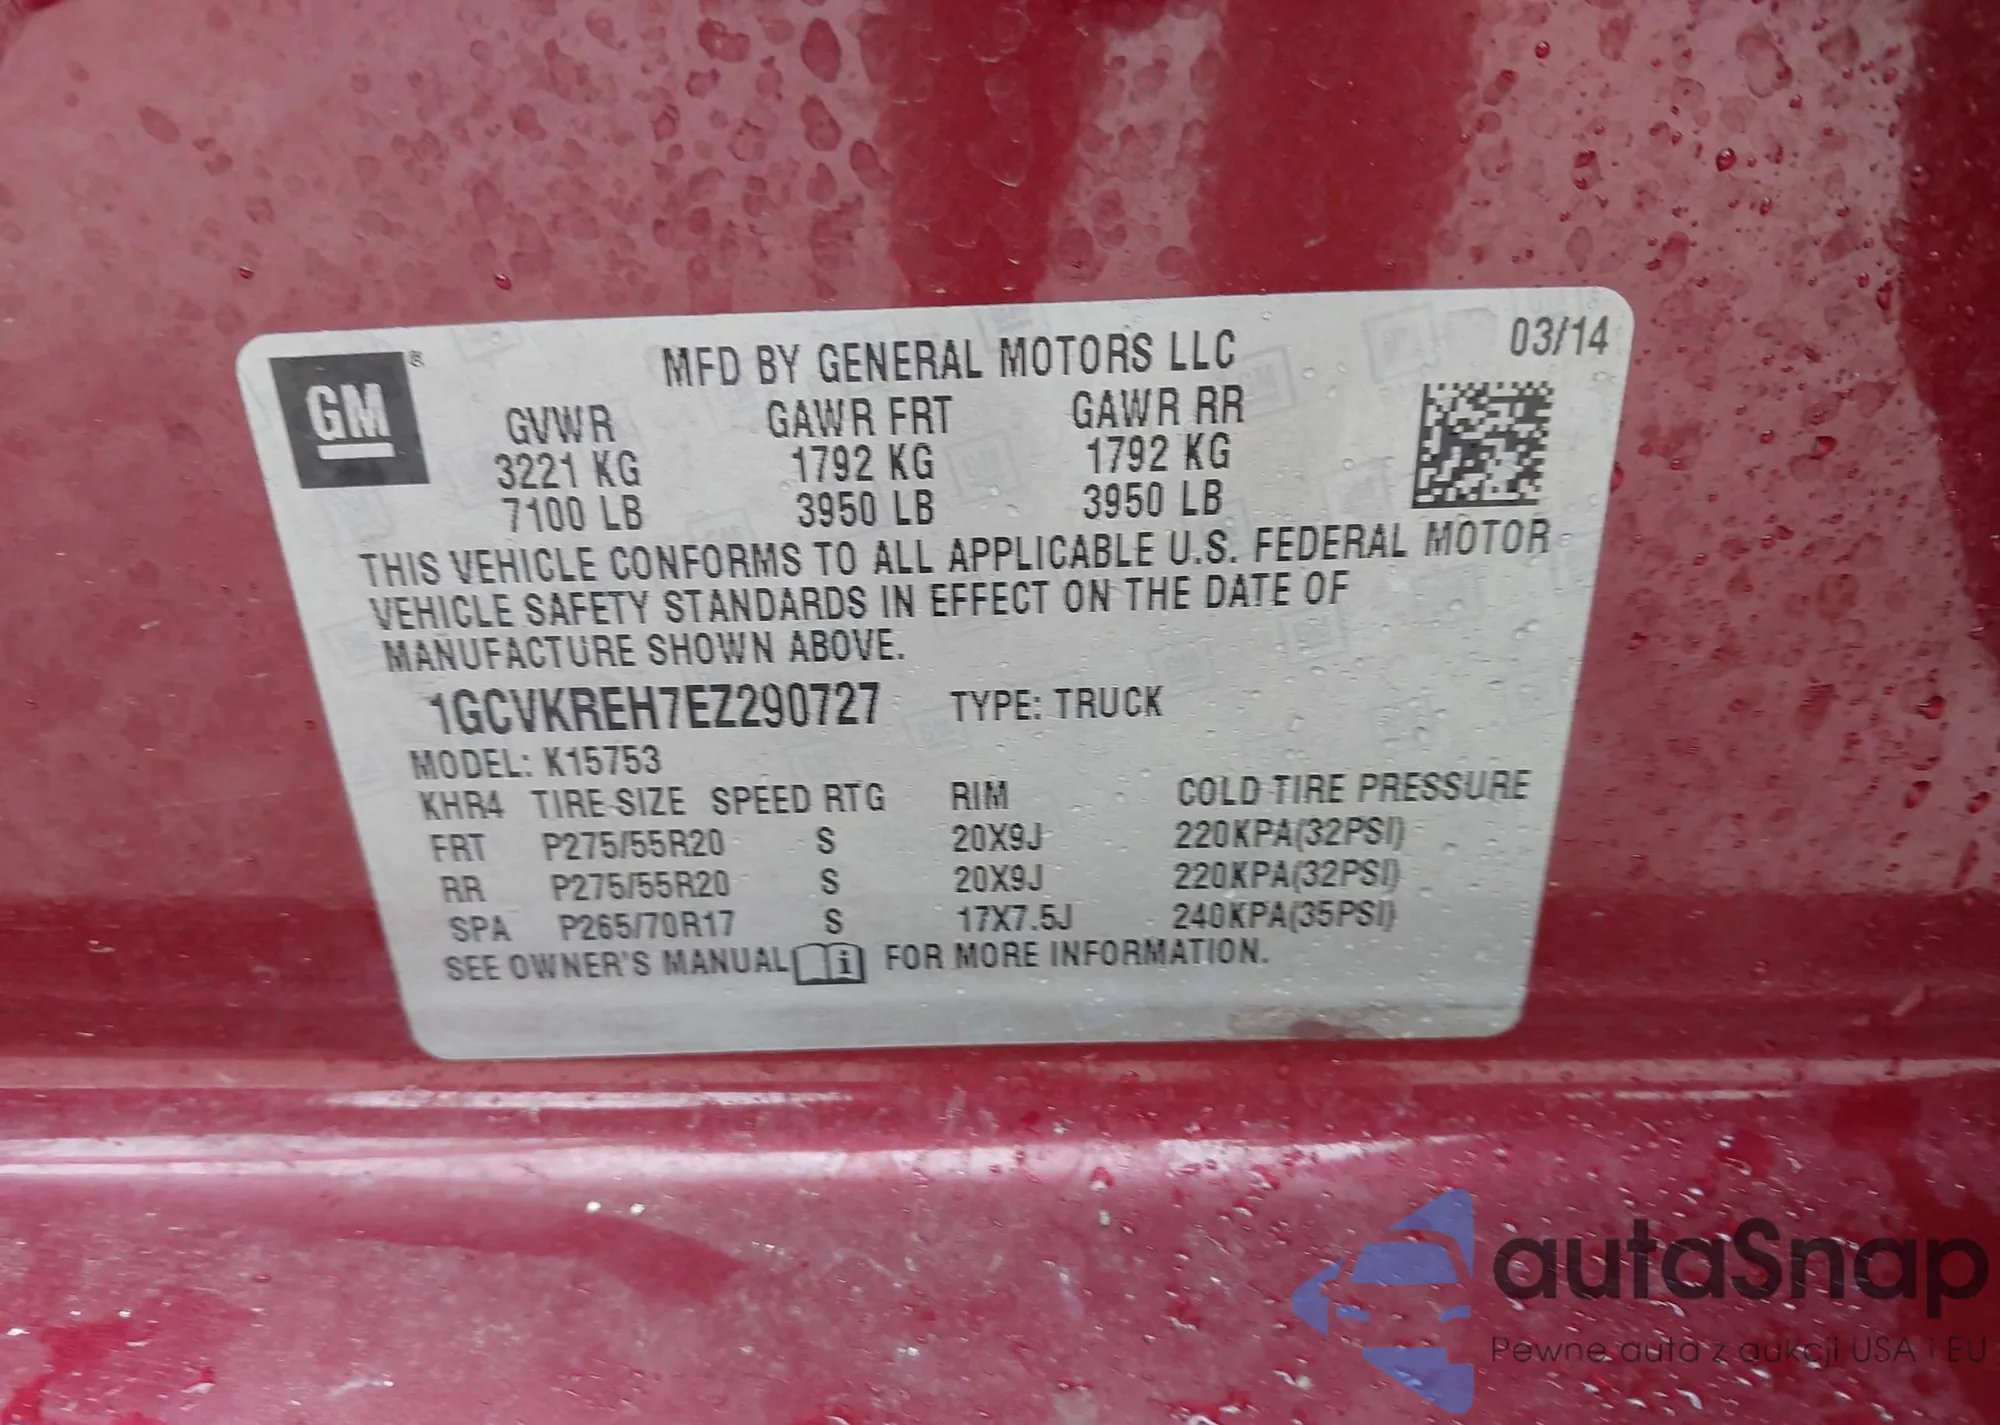 GM®
MFD BY GENERAL MOTORS LLC
03/14
GVWR GAWR FRT GAWR RR
3221 KG 1792 KG 1792 KG
7100 LB 3950 LB 3950 LB
THIS VEHICLE CONFORMS TO ALL APPLICABLE U.S. FEDERAL MOTOR
VEHICLE SAFETY STANDARDS IN EFFECT ON THE DATE OF
MANUFACTURE SHOWN ABOVE.
1GCVKREH7EZ290727 TYPE: TRUCK
MODEL: K15753
KHR4 TIRE SIZE SPEED RTG RIM COLD TIRE PRESSURE
FRT P275/55R20 S 20X9J 220KPA(32PSI)
RR P275/55R20 S 20X9J 220KPA(32PSI)
SPA P265/70R17 S 17X7.5J 240KPA(35PSI)
SEE OWNER'S MANUAL i FOR MORE INFORMATION.
autaSnap
Pewne auta z aukcji USA i EU